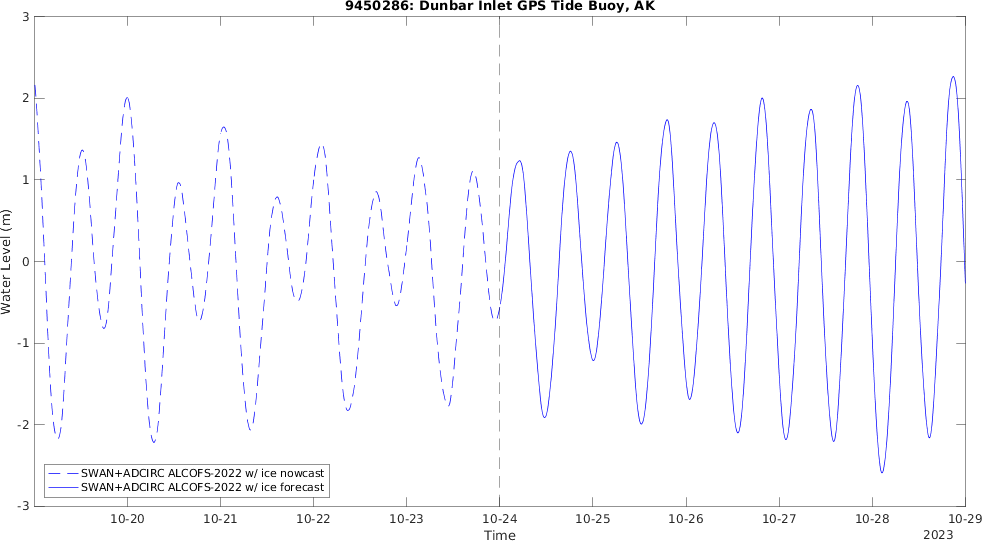 9450286: Dunbar Inlet GPS Tide Buoy, AK
3
2
1
0
-1
-2
-3
Water Level (m)
SWAN+ADCIRC ALCOFS-2022 w/ ice nowcast
SWAN+ADCIRC ALCOFS-2022 w/ ice forecast
10-20 10-21 10-22 10-23 10-24 10-25 10-26 10-27 10-28 10-29
Time
2023